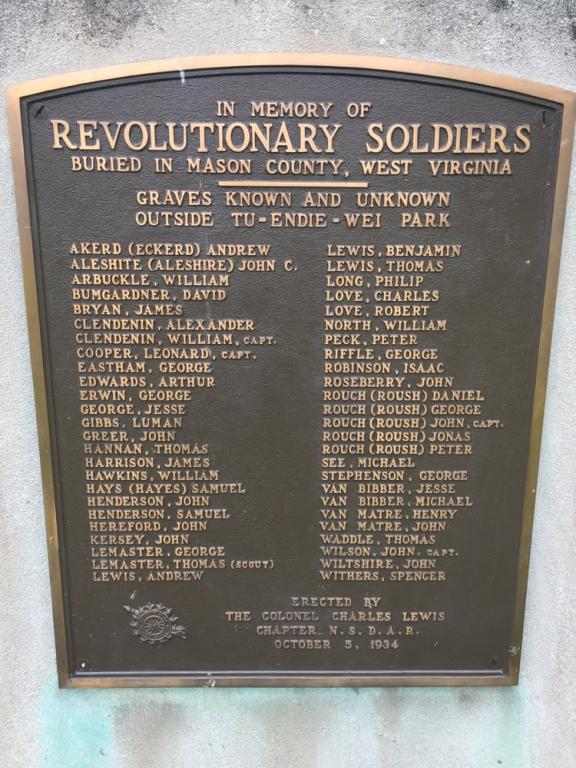 IN MEMORY OF
REVOLUTIONARY SOLDIERS
BURIED IN MASON COUNTY, WEST VIRGINIA
GRAVES KNOWN AND UNKNOWN
OUTSIDE TU-ENDIE-WEI PARK
AKERD (ECKERD) ANDREW
ALESHITE (ALESHIRE) JOHN C.
ARBUCKLE, WILLIAM
BUMGARDNER, DAVID
BRYAN, JAMES
CLENDENIN, ALEXANDER
CLENDENIN, WILLIAM, CAPT.
COOPER, LEONARD, CAPT.
EASTHAM, GEORGE
EDWARDS, ARTHUR
ERWIN, GEORGE
GEORGE, JESSE
GIBBS, LUMAN
GREER, JOHN
HANNAN, THOMAS
HARRISON, JAMES
HAWKINS, WILLIAM
HAYS (HAYES) SAMUEL
HENDERSON, JOHN
HENDERSON, SAMUEL
HEREFORD, JOHN
KERSEY, JOHN
LEMASTER, GEORGE
LEMASTER, THOMAS (SCOUT)
LEWIS, ANDREW
LEWIS, BENJAMIN
LEWIS, THOMAS
LONG, PHILIP
LOVE, CHARLES
LOVE, ROBERT
NORTH, WILLIAM
PECK, PETER
RIFFLE, GEORGE
ROBINSON, ISAAC
ROSEBERRY, JOHN
ROUCH (ROUSH) DANIEL
ROUCH (ROUSH) GEORGE
ROUCH (ROUSH) JOHN, CAPT.
ROUCH (ROUSH) JONAS
ROUCH (ROUSH) PETER
SEE, MICHAEL
STEPHENSON, GEORGE
VAN BIBBER, JESSE
VAN BIBBER, MICHAEL
VAN MATRE, HENRY
VAN MATRE, JOHN
WADDLE, THOMAS
WILSON, JOHN, CAPT.
WILTSHIRE, JOHN
WITHERS, SPENCER
ERECTED BY
THE COLONEL CHARLES LEWIS
CHAPTER N.S.D.A.R.
OCTOBER 5, 1934